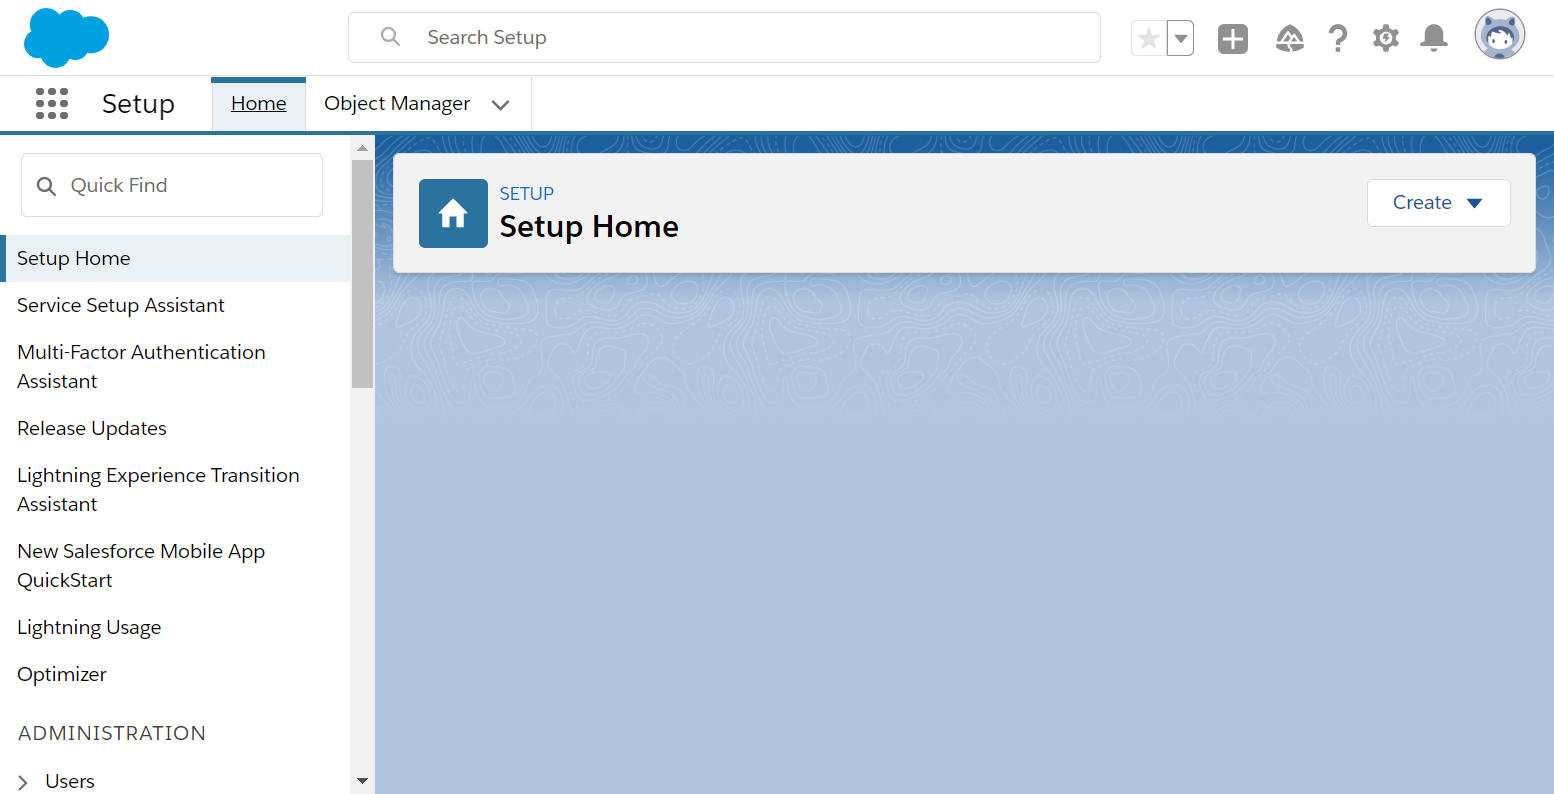 Search Setup
Setup
Home
Object Manager
Quick Find
Setup Home
Service Setup Assistant
Multi-Factor Authentication
Assistant
Release Updates
Lightning Experience Transition
Assistant
New Salesforce Mobile App
QuickStart
Lightning Usage
Optimizer
ADMINISTRATION
Users
SETUP
Setup Home
Create